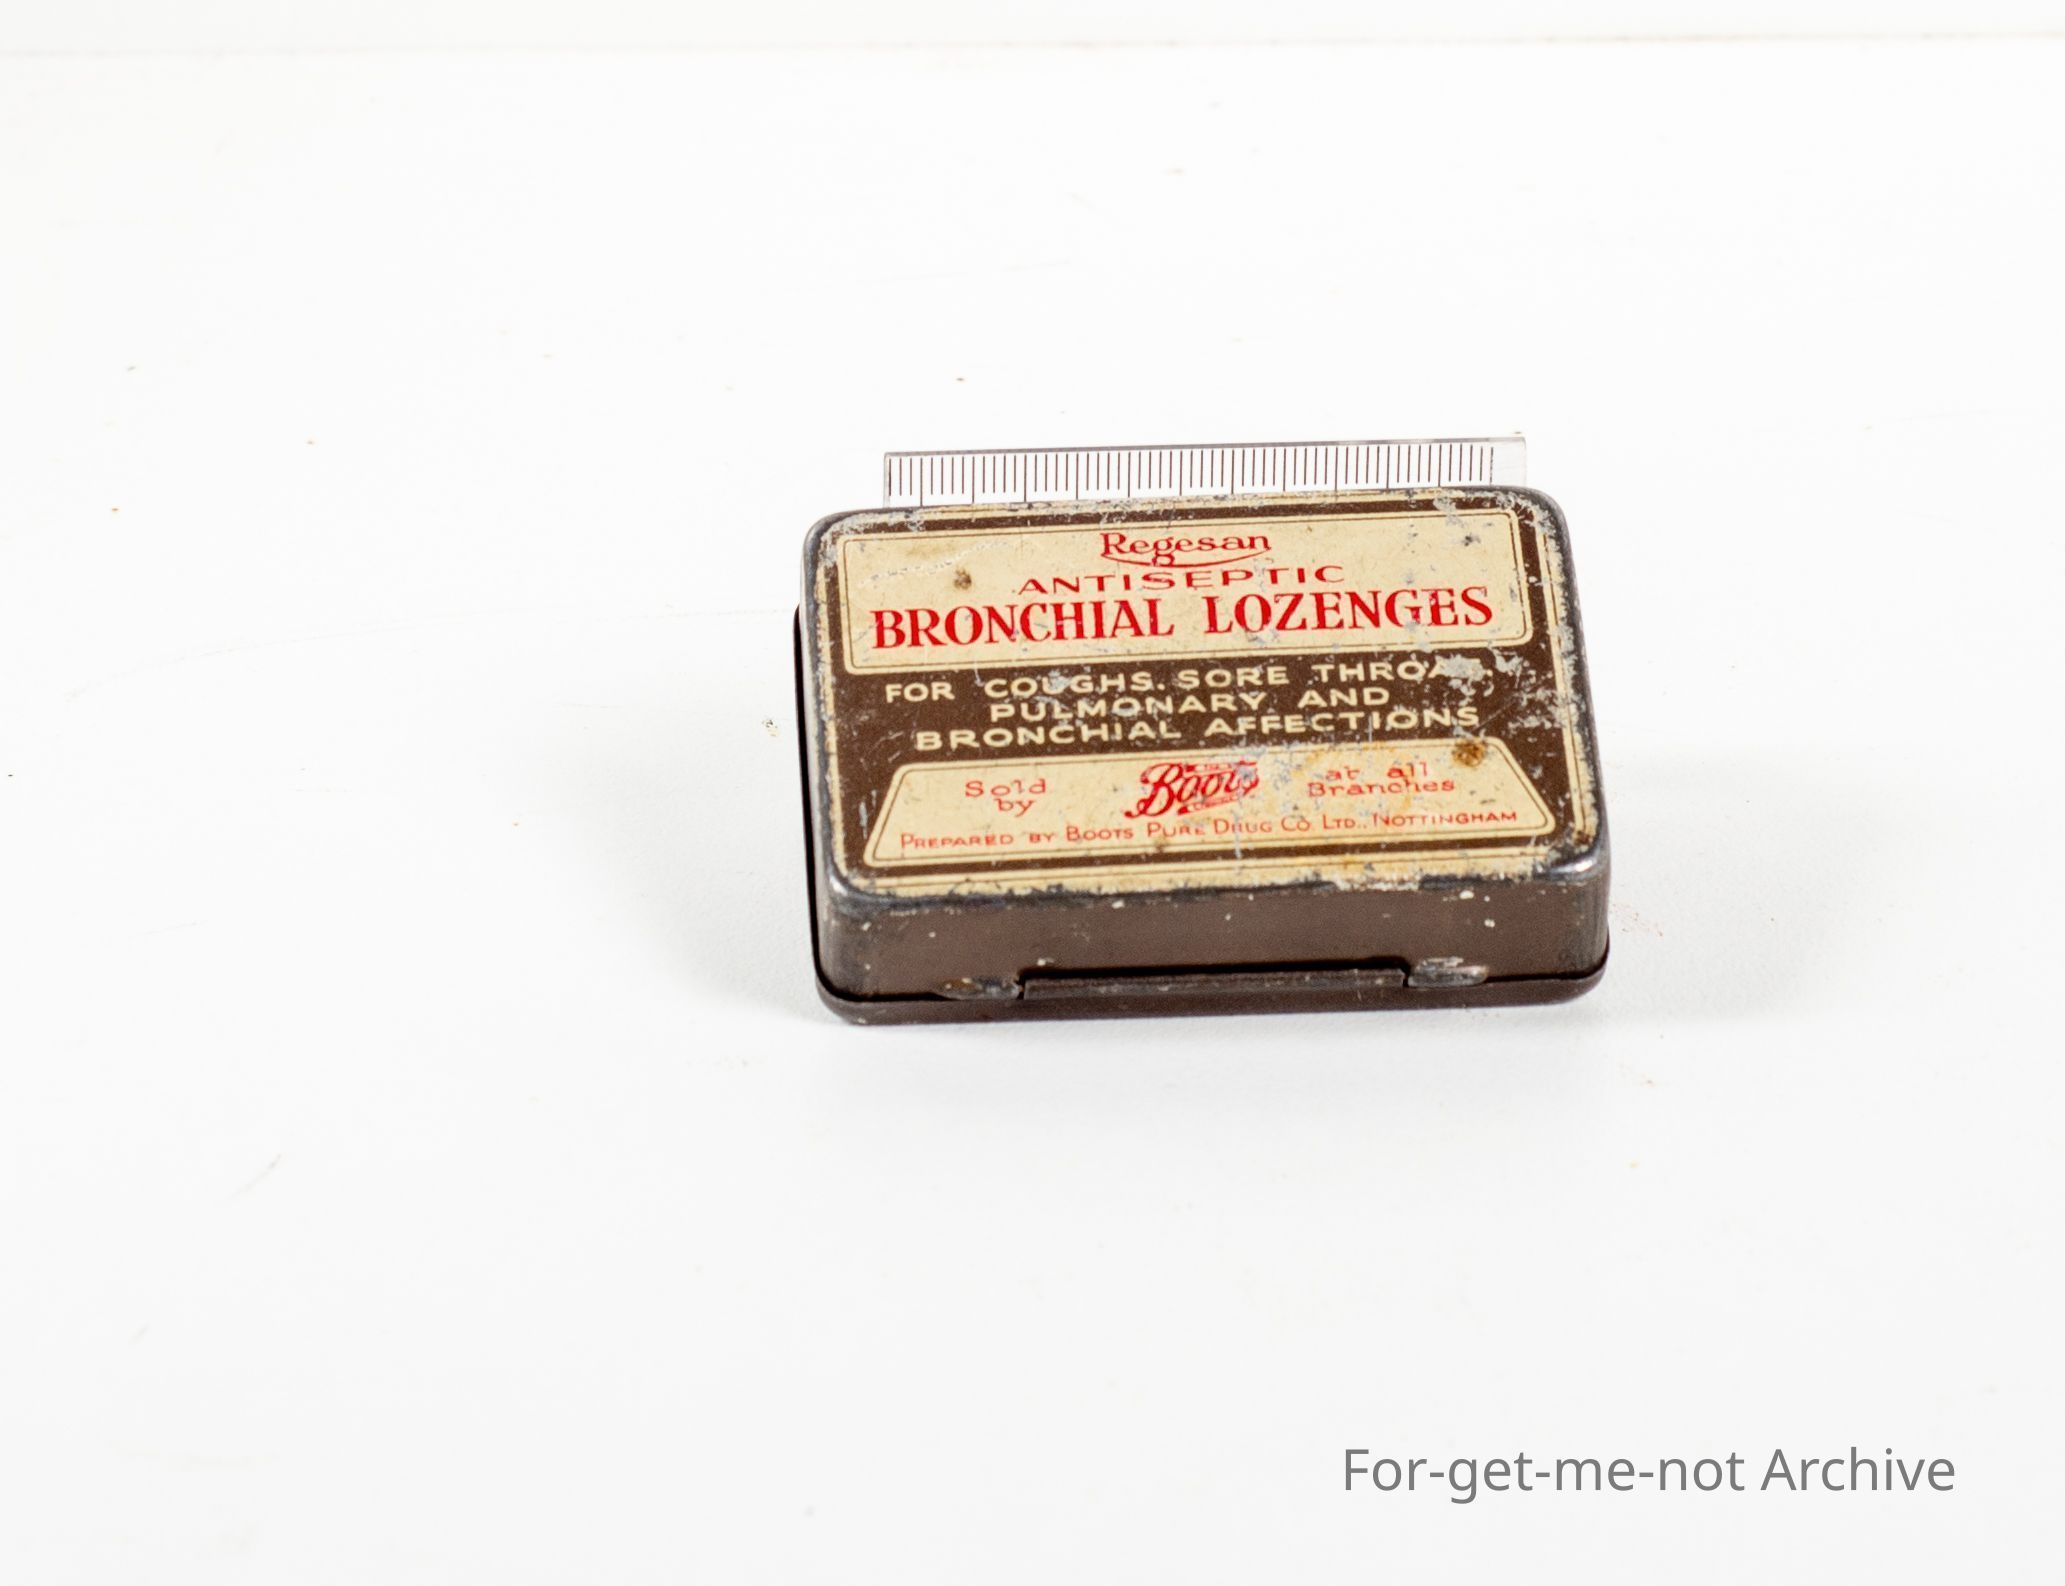 Regesan
ANTISEPTIC
BRONCHIAL LOZENGES
FOR COUGHS. SORE THROAT.
PULMONARY AND
BRONCHIAL AFFECTIONS
Sold by Boots at all Branches
PREPARED BY BOOTS PURE DRUG CO. LTD., NOTTINGHAM
For-get-me-not Archive